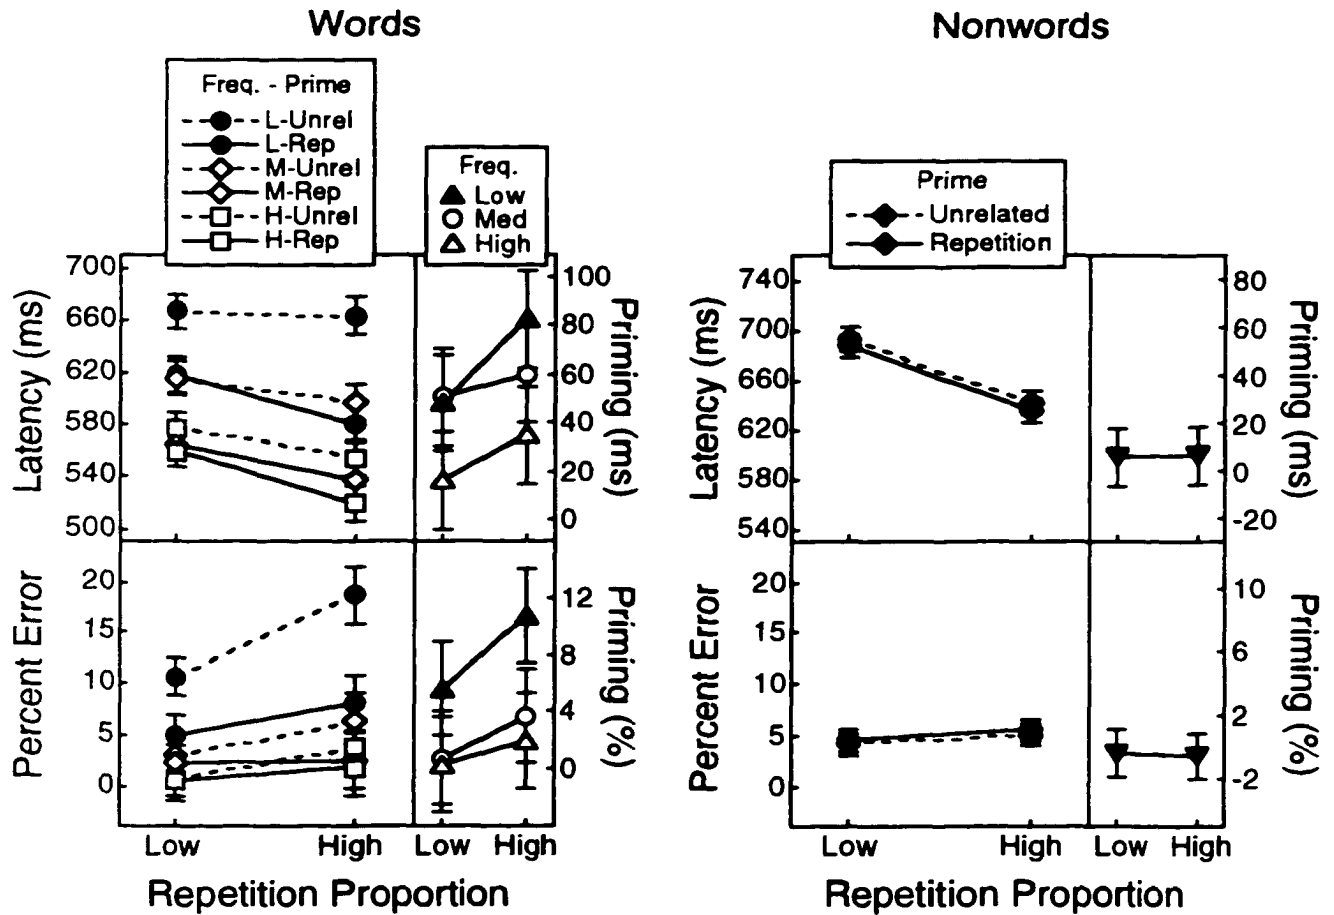 Words
Nonwords
Freq. - Prime
L-Unrel
L-Rep
M-Unrel
M-Rep
H-Unrel
H-Rep
Freq.
Low
Med
High
Prime
Unrelated
Repetition
Latency (ms)
700
660
620
580
540
500
100
80
60
40
20
0
Priming (ms)
Percent Error
20
15
10
5
0
12
8
4
0
Priming (%)
Low
High
Low
High
Repetition Proportion
Latency (ms)
740
700
660
620
580
540
80
60
40
20
0
-20
Priming (ms)
Percent Error
20
15
10
5
0
10
6
2
-2
Priming (%)
Low
High
Low
High
Repetition Proportion